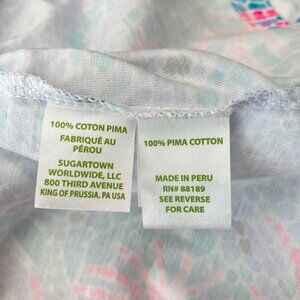 100% COTON PIMA
FABRIQUÉ AU
PÉROU
SUGARTOWN
WORLDWIDE, LLC
800 THIRD AVENUE
KING OF PRUSSIA, PA USA
100% PIMA COTTON
MADE IN PERU
RN# 88189
SEE REVERSE
FOR CARE